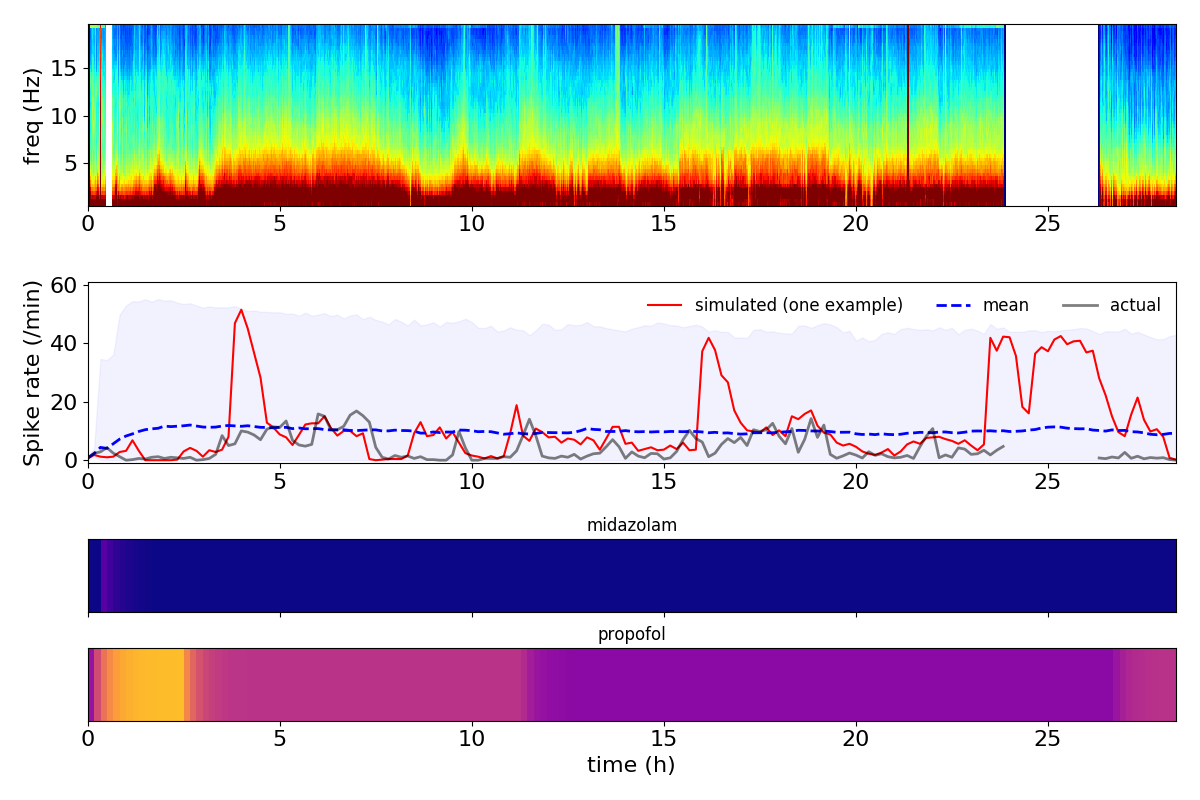 freq (Hz)
15
10
5
0 5 10 15 20 25
Spike rate (/min)
60
40
20
0
simulated (one example) mean actual
0 5 10 15 20 25
midazolam
propofol
0 5 10 15 20 25
time (h)